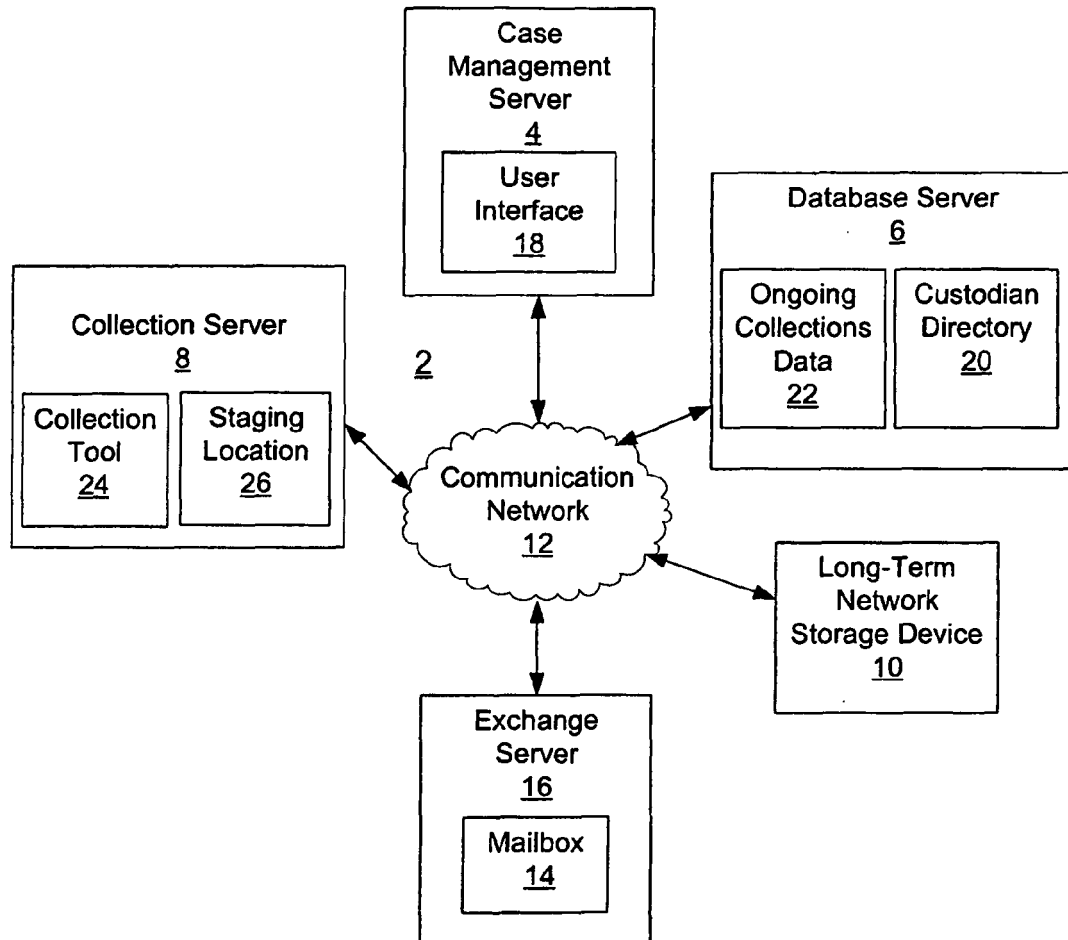 Case
Management
Server
4
User
Interface
18
Database Server
6
Ongoing
Collections
Data
22
Custodian
Directory
20
Collection Server
8
Collection
Tool
24
Staging
Location
26
2
Communication
Network
12
Long-Term
Network
Storage Device
10
Exchange
Server
16
Mailbox
14